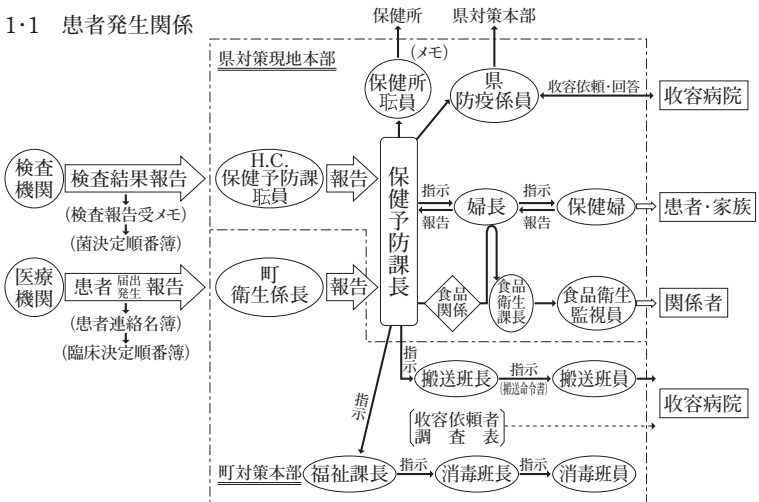 1·1 患者発生関係
保健所
県対策本部
県対策現地本部
(メモ)
保健所
職員
県
防疫係員
収容依頼・回答
収容病院
検査
機関
検査結果報告
H.C.
保健予防課
職員
報告
保健予防課長
(検査報告受メモ)
(菌決定順番簿)
指示
報告
婦長
指示
報告
保健婦
患者・家族
医療
機関
患者 届出 発生 報告
町
衛生係長
報告
(患者連絡名簿)
(臨床決定順番簿)
食品
関係
食品
衛生
課長
食品衛生
監視員
関係者
指示
搬送班長
指示
(搬送命令書)
搬送班員
収容病院
収容依頼者
調査表
指示
町対策本部
福祉課長
指示
消毒班長
指示
消毒班員